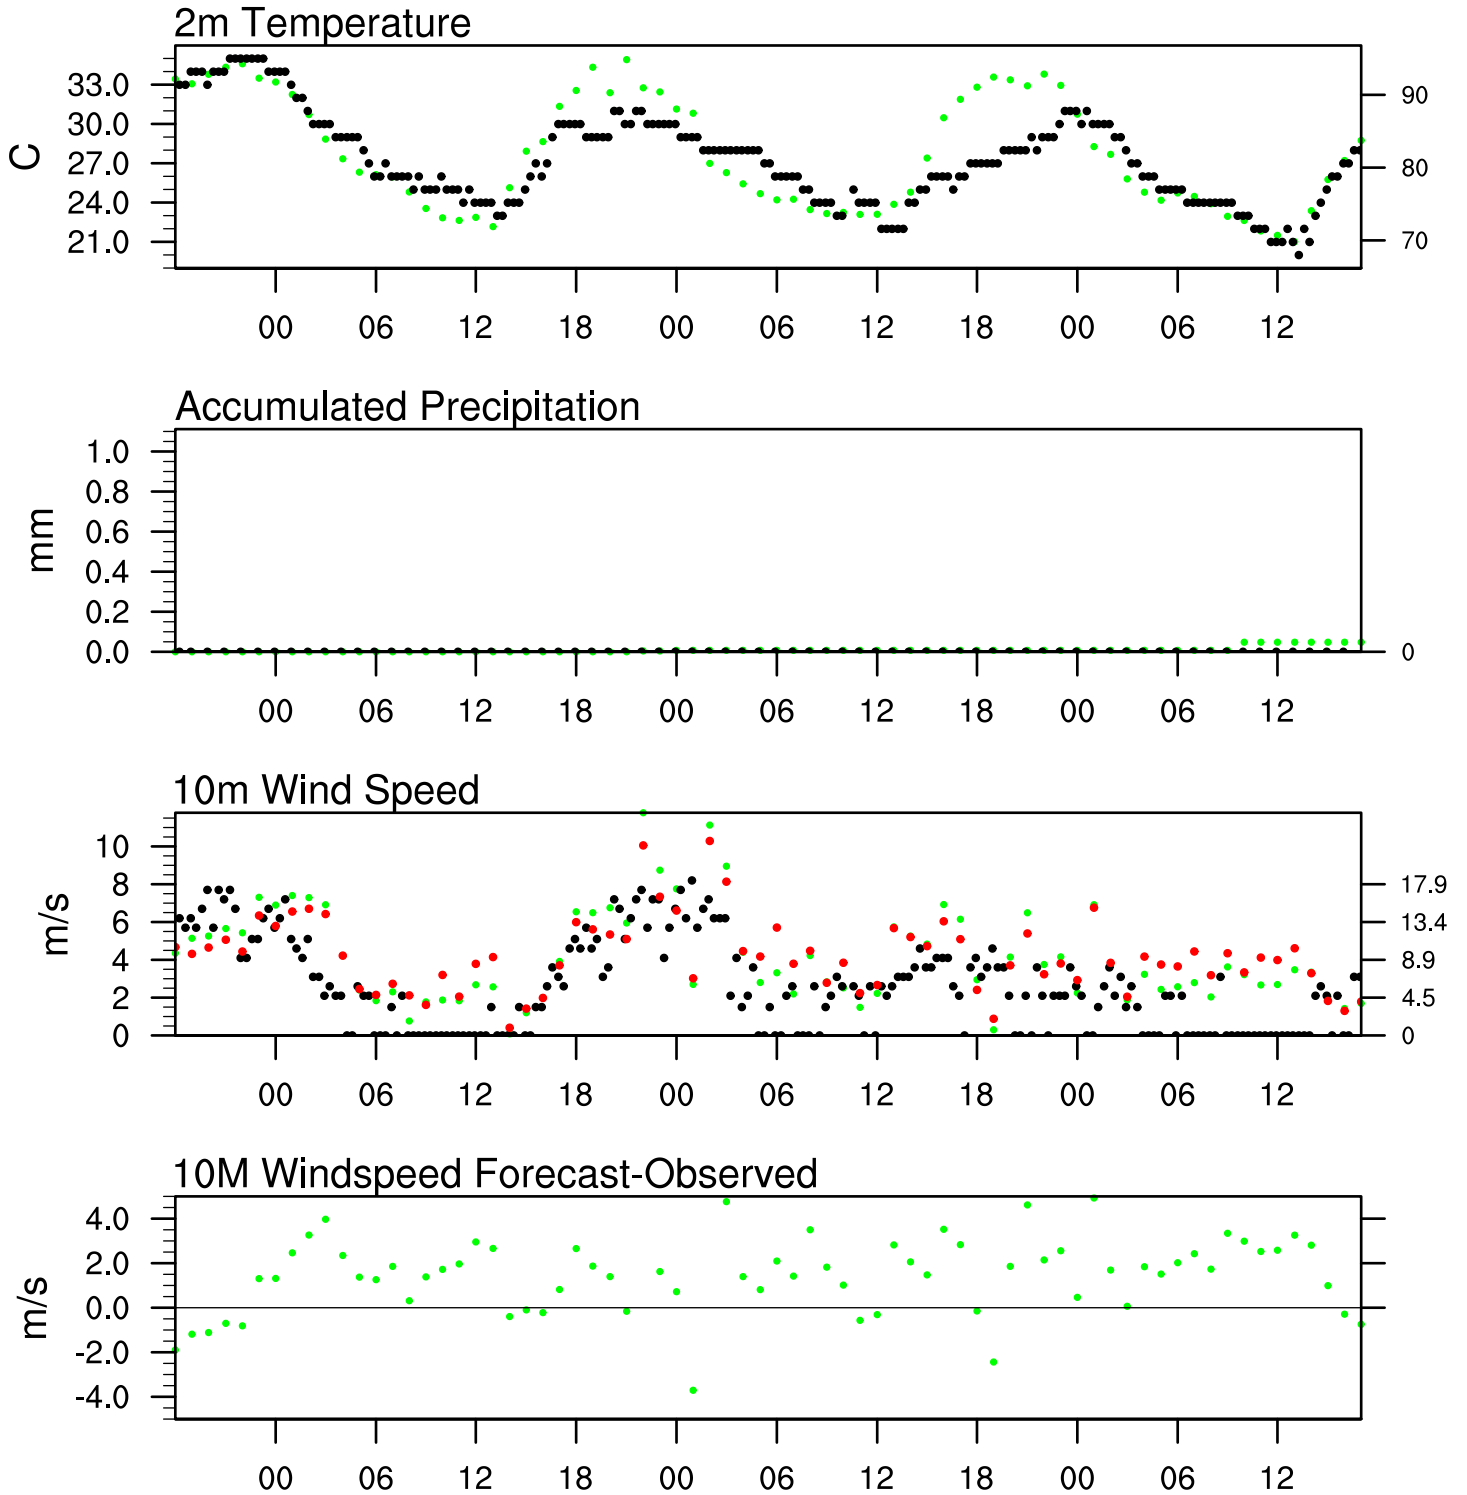 2m Temperature
C
33.0
30.0
27.0
24.0
21.0
90
80
70
00 06 12 18 00 06 12 18 00 06 12
Accumulated Precipitation
mm
1.0
0.8
0.6
0.4
0.2
0.0
0
00 06 12 18 00 06 12 18 00 06 12
10m Wind Speed
m/s
10
8
6
4
2
0
17.9
13.4
8.9
4.5
0
00 06 12 18 00 06 12 18 00 06 12
10M Windspeed Forecast-Observed
m/s
4.0
2.0
0.0
-2.0
-4.0
00 06 12 18 00 06 12 18 00 06 12